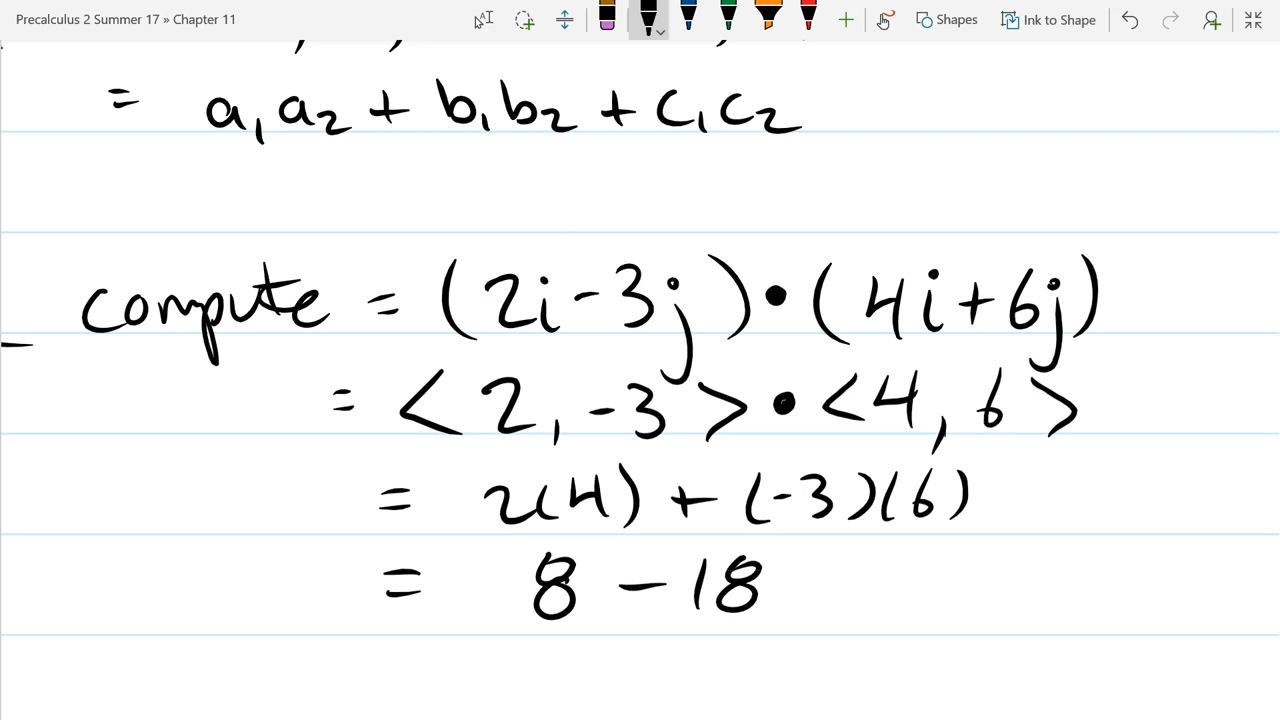 Precalculus 2 Summer 17 » Chapter 11
Shapes
Ink to Shape
= a₁a₂ + b₁b₂ + c₁c₂
compute = (2i-3j)•(4i+6j)
= <2,-3>•<4,6>
= 2(4) + (-3)(6)
= 8 - 18